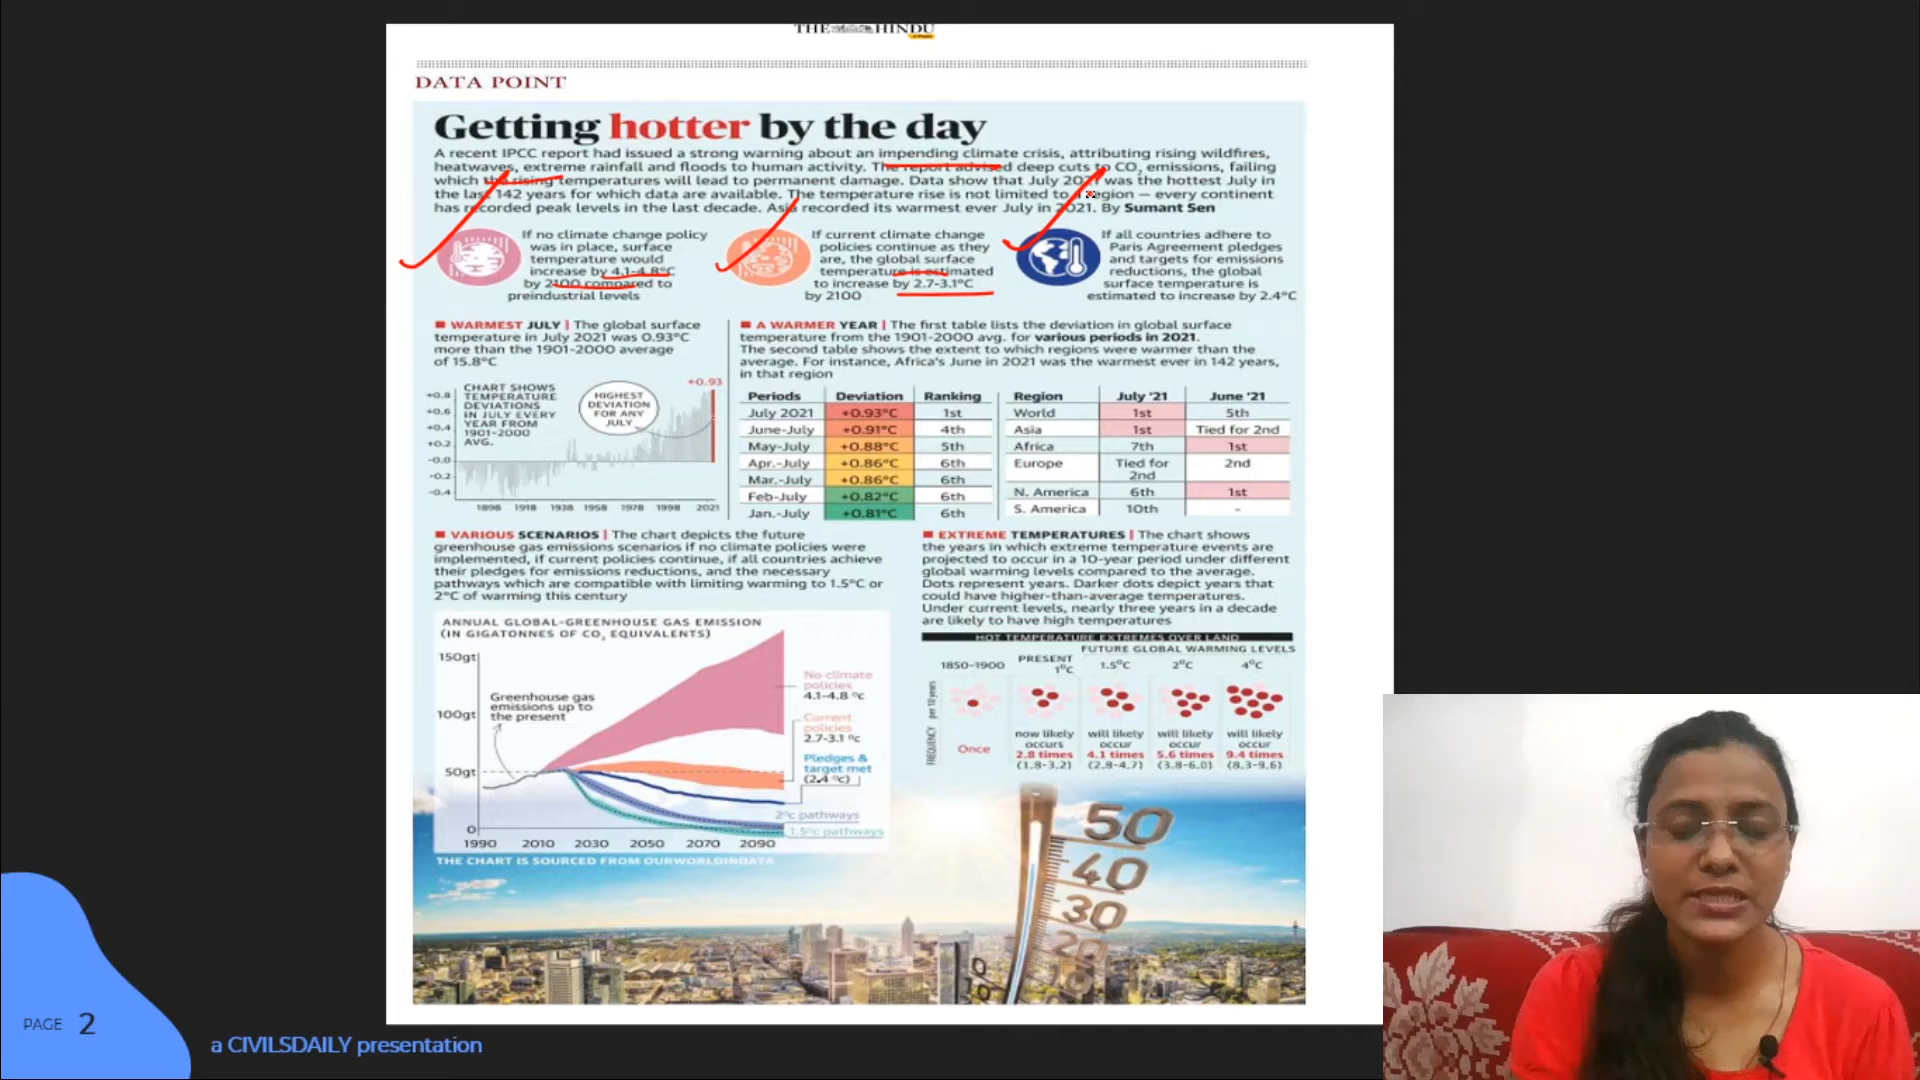 THE HINDU
DATA POINT
Getting hotter by the day
A recent IPCC report had issued a strong warning about an impending climate crisis, attributing rising wildfires,
heatwaves, extreme rainfall and floods to human activity. The report advised deep cuts to CO₂ emissions, failing
which the rising temperatures will lead to permanent damage. Data show that July 2021 was the hottest July in
the last 142 years for which data are available. The temperature rise is not limited to a region — every continent
has recorded peak levels in the last decade. Asia recorded its warmest ever July in 2021. By Sumant Sen
If no climate change policy
was in place, surface
temperature would
increase by 4.1-4.8°C
by 2100 compared to
preindustrial levels
If current climate change
policies continue as they
are, the global surface
temperature is estimated
to increase by 2.7-3.1°C
by 2100
If all countries adhere to
Paris Agreement pledges
and targets for emissions
reductions, the global
surface temperature is
estimated to increase by 2.4°C
WARMEST JULY | The global surface
temperature in July 2021 was 0.93°C
more than the 1901-2000 average
of 15.8°C
+0.93
CHART SHOWS
TEMPERATURE
DEVIATIONS
IN JULY EVERY
YEAR FROM
1901-2000
AVG.
HIGHEST
DEVIATION
FOR ANY
JULY
+0.8
+0.6
+0.4
+0.2
-0.0
-0.2
-0.4
1898 1918 1938 1958 1978 1998 2021
A WARMER YEAR | The first table lists the deviation in global surface
temperature from the 1901-2000 avg. for various periods in 2021.
The second table shows the extent to which regions were warmer than the
average. For instance, Africa's June in 2021 was the warmest ever in 142 years,
in that region
Periods Deviation Ranking
July 2021 +0.93°C 1st
June-July +0.91°C 4th
May-July +0.88°C 5th
Apr.-July +0.86°C 6th
Mar.-July +0.86°C 6th
Feb-July +0.82°C 6th
Jan.-July +0.81°C 6th
Region July '21 June '21
World 1st 5th
Asia 1st Tied for 2nd
Africa 7th 1st
Europe Tied for 2nd
2nd
N. America 6th 1st
S. America 10th -
VARIOUS SCENARIOS | The chart depicts the future
greenhouse gas emissions scenarios if no climate policies were
implemented, if current policies continue, if all countries achieve
their pledges for emissions reductions, and the necessary
pathways which are compatible with limiting warming to 1.5°C or
2°C of warming this century
ANNUAL GLOBAL-GREENHOUSE GAS EMISSION
(IN GIGATONNES OF CO₂ EQUIVALENTS)
150gt
100gt
50gt
0
Greenhouse gas
emissions up to
the present
No climate
policies
4.1-4.8 °c
Current
policies
2.7-3.1 °c
Pledges &
target met
(2.4 °c)
2°c pathways
1.5°c pathways
1990 2010 2030 2050 2070 2090
THE CHART IS SOURCED FROM OURWORLDINDATA
EXTREME TEMPERATURES | The chart shows
the years in which extreme temperature events are
projected to occur in a 10-year period under different
global warming levels compared to the average.
Dots represent years. Darker dots depict years that
could have higher-than-average temperatures.
Under current levels, nearly three years in a decade
are likely to have high temperatures
HOT TEMPERATURE EXTREMES OVER LAND
FUTURE GLOBAL WARMING LEVELS
1850-1900 PRESENT 1°C 1.5°C 2°C 4°C
FREQUENCY per 10 years
Once
now likely
occurs
2.8 times
(1.8-3.2)
will likely
occur
4.1 times
(2.8-4.7)
will likely
occur
5.6 times
(3.8-6.0)
will likely
occur
9.4 times
(8.3-9.6)
50
40
30
20
10
0
PAGE 2
a CIVILSDAILY presentation